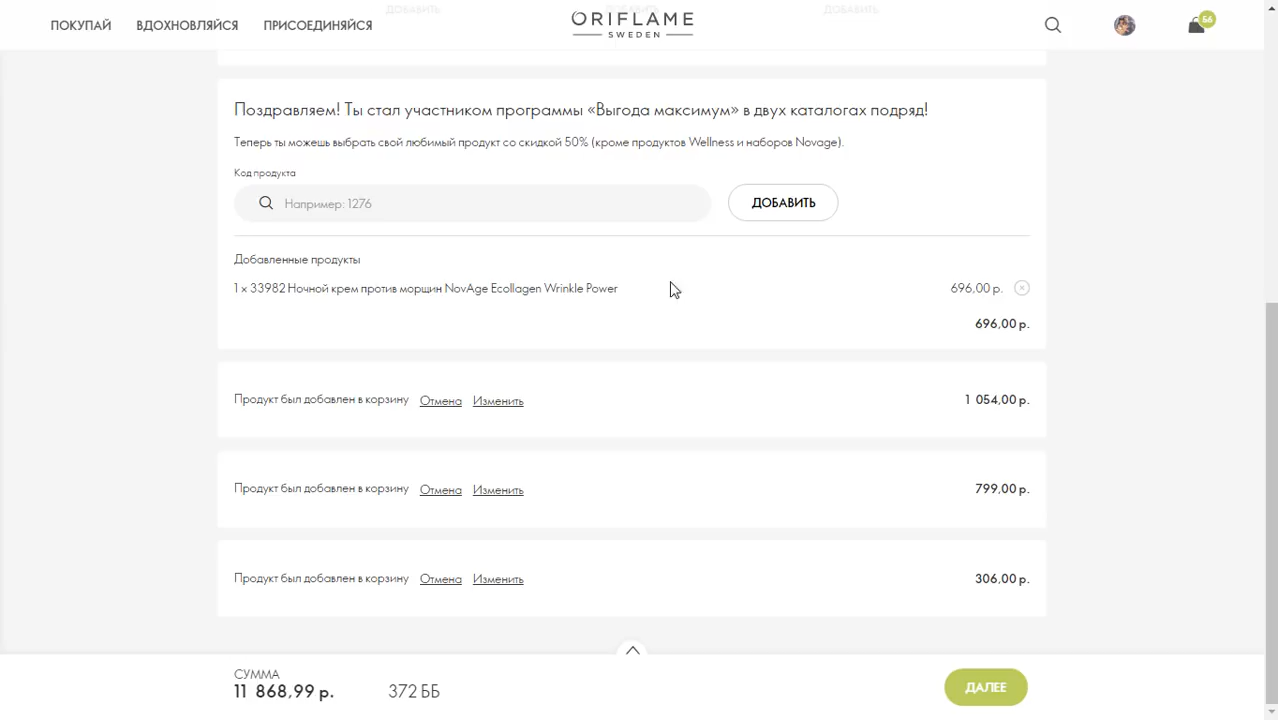 ДОБАВИТЬ ДОБАВИТЬ ДОБАВИТЬ
ПОКУПАЙ ВДОХНОВЛЯЙСЯ ПРИСОЕДИНЯЙСЯ
ORIFLAME
SWEDEN
Поздравляем! Ты стал участником программы «Выгода максимум» в двух каталогах подряд!
Теперь ты можешь выбрать свой любимый продукт со скидкой 50% (кроме продуктов Wellness и наборов Novage).
Код продукта
Например: 1276
ДОБАВИТЬ
Добавленные продукты
1 x 33982 Ночной крем против морщин NovAge Ecollagen Wrinkle Power 696,00 р.
696,00 р.
Продукт был добавлен в корзину Отмена Изменить 1 054,00 р.
Продукт был добавлен в корзину Отмена Изменить 799,00 р.
Продукт был добавлен в корзину Отмена Изменить 306,00 р.
СУММА
11 868,99 р. 372 ББ
ДАЛЕЕ